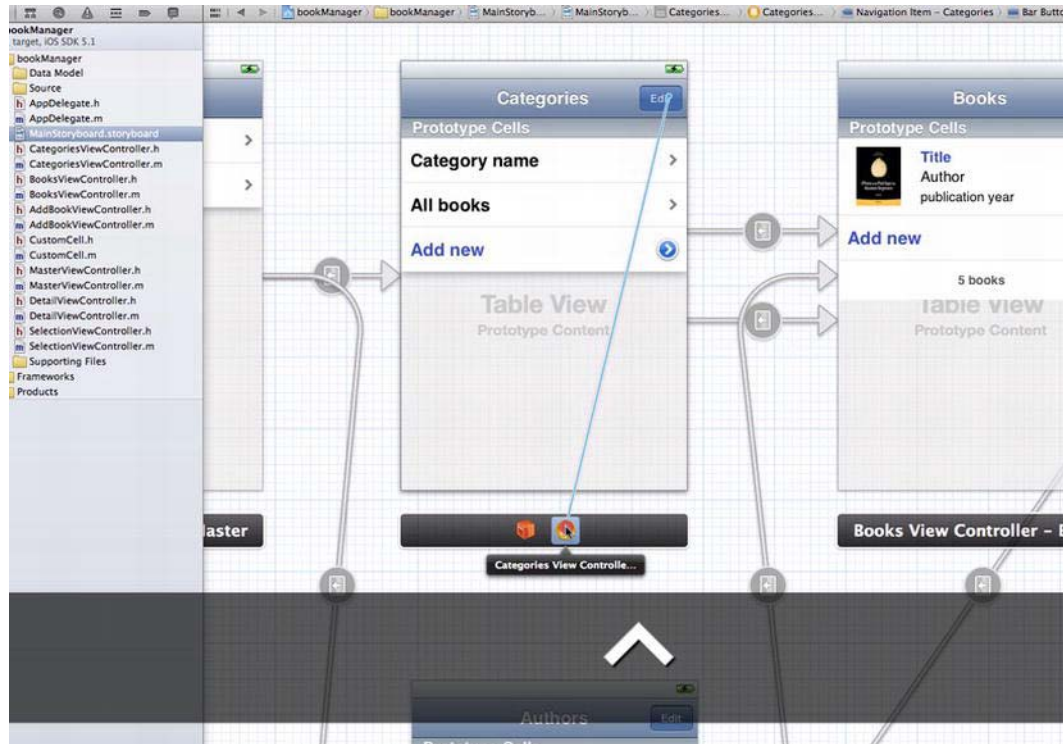 bookManager
bookManager
MainStoryb...
MainStoryb...
Categories...
Categories...
Navigation Item – Categories
Bar Butto
bookManager
target, iOS SDK 5.1
bookManager
Data Model
Source
AppDelegate.h
AppDelegate.m
MainStoryboard.storyboard
CategoriesViewController.h
CategoriesViewController.m
BooksViewController.h
BooksViewController.m
AddBookViewController.h
AddBookViewController.m
CustomCell.h
CustomCell.m
MasterViewController.h
MasterViewController.m
DetailViewController.h
DetailViewController.m
SelectionViewController.h
SelectionViewController.m
Supporting Files
Frameworks
Products
Master
Categories
Edit
Prototype Cells
Category name
All books
Add new
Table View
Prototype Content
Categories View Controlle...
Books
Prototype Cells
Title
Author
publication year
Add new
5 books
Table View
Prototype Content
Books View Controller – B
Authors
Edit